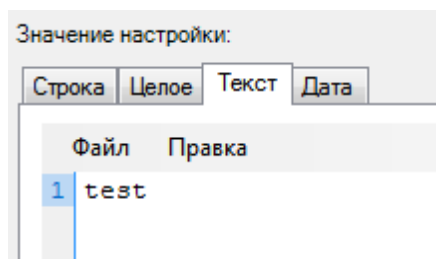 Значение настройки:
Строка Целое Текст Дата
Файл Правка
1 test